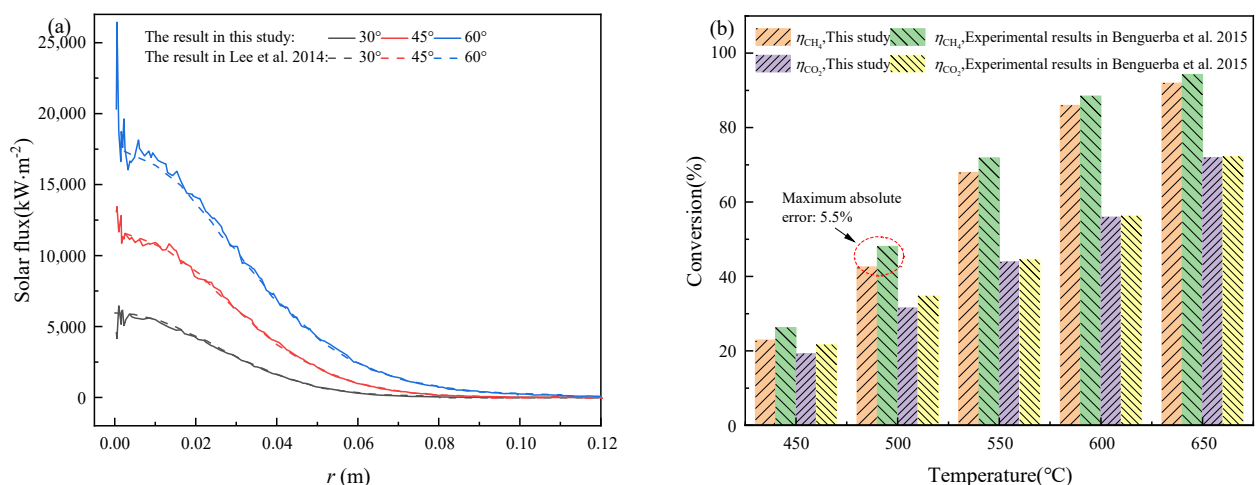 (a)
The result in this study: 30° 45° 60°
The result in Lee et al. 2014: 30° 45° 60°
25,000
20,000
15,000
10,000
5,000
0
Solar flux(kW·m⁻²)
0.00 0.02 0.04 0.06 0.08 0.10 0.12
r (m)
(b)
η_CH₄,This study η_CH₄,Experimental results in Benguerba et al. 2015
η_CO₂,This study η_CO₂,Experimental results in Benguerba et al. 2015
Maximum absolute
error: 5.5%
100
80
60
40
20
0
Conversion(%)
450 500 550 600 650
Temperature(°C)